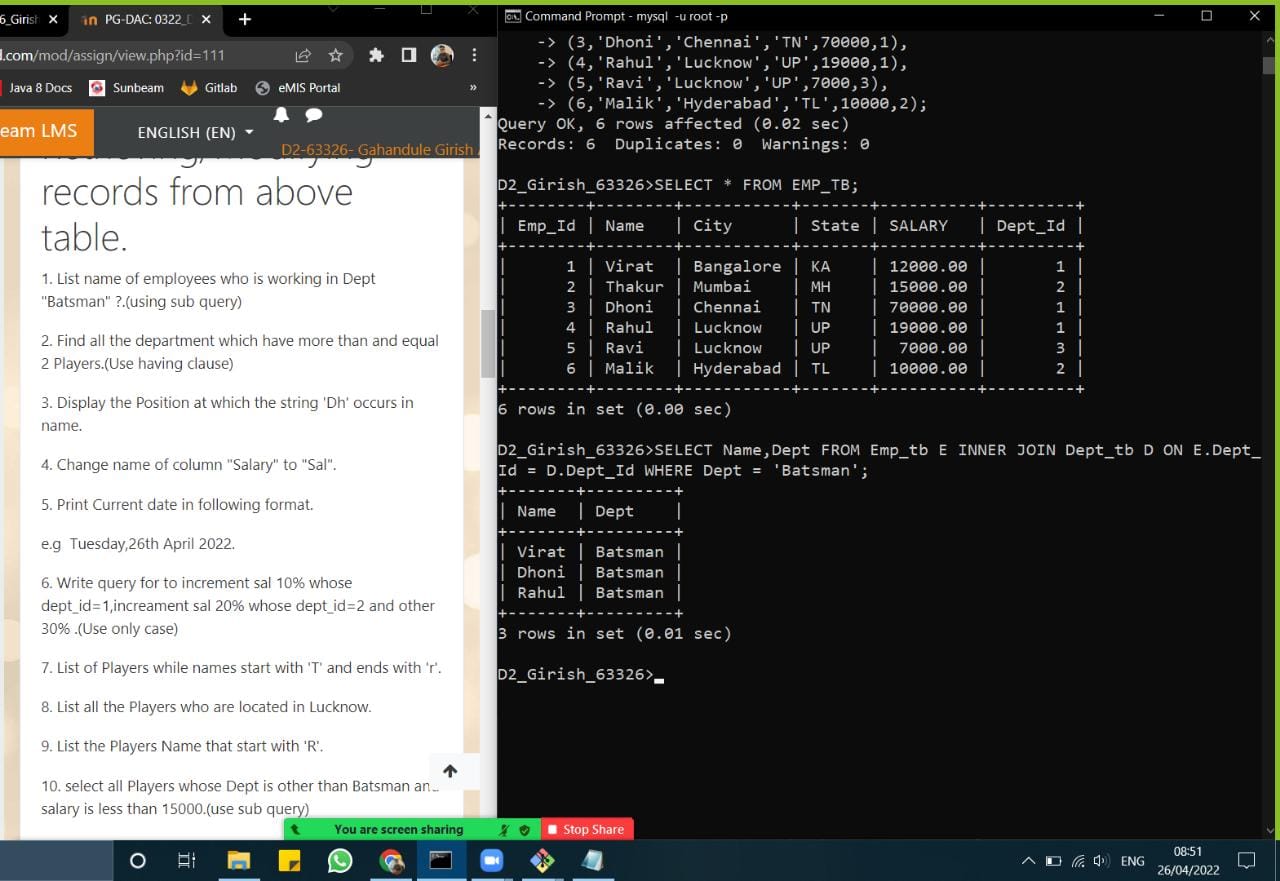 6_Girish
PG-DAC: 0322_D
d.com/mod/assign/view.php?id=111
Java 8 Docs
Sunbeam
Gitlab
eMIS Portal
»
eam LMS
ENGLISH (EN)
D2-63326- Gahandule Girish
records from above
table.
1. List name of employees who is working in Dept
"Batsman" ?.(using sub query)
2. Find all the department which have more than and equal
2 Players.(Use having clause)
3. Display the Position at which the string 'Dh' occurs in
name.
4. Change name of column "Salary" to "Sal".
5. Print Current date in following format.
e.g  Tuesday,26th April 2022.
6. Write query for to increment sal 10% whose
dept_id=1,increament sal 20% whose dept_id=2 and other
30% .(Use only case)
7. List of Players while names start with 'T' and ends with 'r'.
8. List all the Players who are located in Lucknow.
9. List the Players Name that start with 'R'.
10. select all Players whose Dept is other than Batsman an
salary is less than 15000.(use sub query)
Command Prompt - mysql  -u root -p
    -> (3,'Dhoni','Chennai','TN',70000,1),
    -> (4,'Rahul','Lucknow','UP',19000,1),
    -> (5,'Ravi','Lucknow','UP',7000,3),
    -> (6,'Malik','Hyderabad','TL',10000,2);
Query OK, 6 rows affected (0.02 sec)
Records: 6  Duplicates: 0  Warnings: 0
D2_Girish_63326>SELECT * FROM EMP_TB;
+--------+--------+-----------+-------+----------+---------+
| Emp_Id | Name   | City      | State | SALARY   | Dept_Id |
+--------+--------+-----------+-------+----------+---------+
|      1 | Virat  | Bangalore | KA    | 12000.00 |       1 |
|      2 | Thakur | Mumbai    | MH    | 15000.00 |       2 |
|      3 | Dhoni  | Chennai   | TN    | 70000.00 |       1 |
|      4 | Rahul  | Lucknow   | UP    | 19000.00 |       1 |
|      5 | Ravi   | Lucknow   | UP    |  7000.00 |       3 |
|      6 | Malik  | Hyderabad | TL    | 10000.00 |       2 |
+--------+--------+-----------+-------+----------+---------+
6 rows in set (0.00 sec)
D2_Girish_63326>SELECT Name,Dept FROM Emp_tb E INNER JOIN Dept_tb D ON E.Dept_
Id = D.Dept_Id WHERE Dept = 'Batsman';
+-------+---------+
| Name  | Dept    |
+-------+---------+
| Virat | Batsman |
| Dhoni | Batsman |
| Rahul | Batsman |
+-------+---------+
3 rows in set (0.01 sec)
D2_Girish_63326>
You are screen sharing
Stop Share
ENG
08:51
26/04/2022